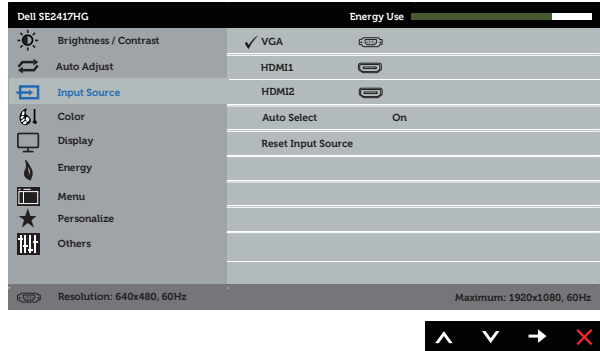 Dell SE2417HG Energy Use
Brightness / Contrast VGA
Auto Adjust HDMI1
Input Source HDMI2
Color Auto Select On
Display Reset Input Source
Energy
Menu
Personalize
Others
Resolution: 640x480, 60Hz Maximum: 1920x1080, 60Hz